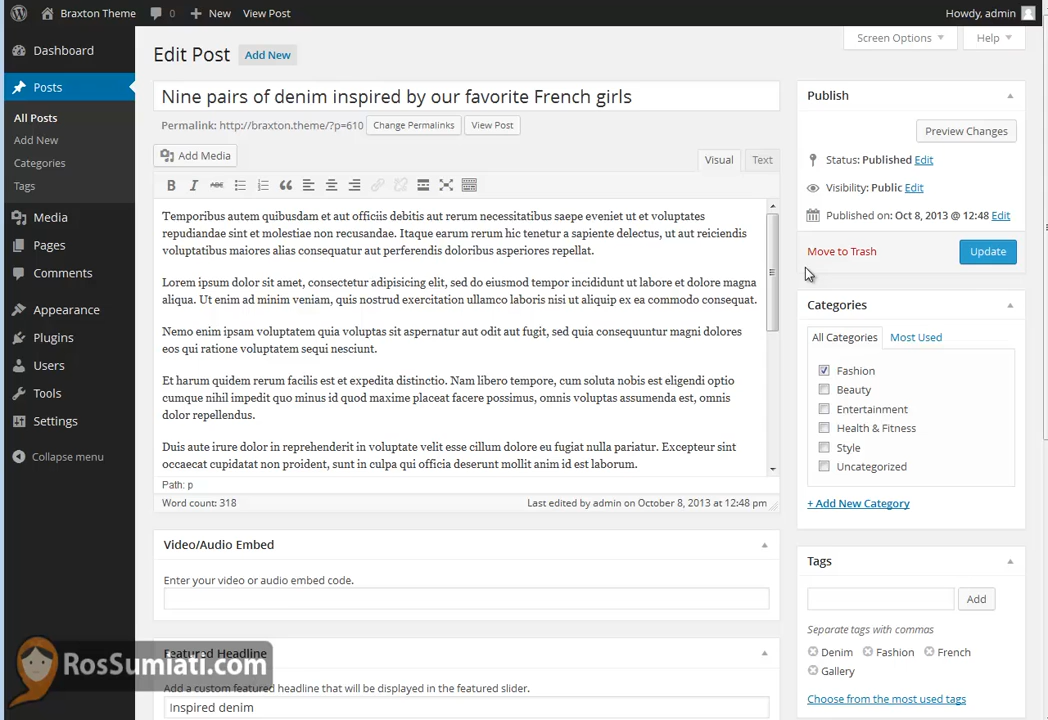 Braxton Theme 0 New View Post Howdy, admin
Dashboard
Posts
All Posts
Add New
Categories
Tags
Media
Pages
Comments
Appearance
Plugins
Users
Tools
Settings
Collapse menu
Screen Options Help
Edit Post Add New
Nine pairs of denim inspired by our favorite French girls
Permalink: http://braxton.theme/?p=610 Change Permalinks View Post
Add Media Visual Text
B I ABC
Temporibus autem quibusdam et aut officiis debitis aut rerum necessitatibus saepe eveniet ut et voluptates
repudiandae sint et molestiae non recusandae. Itaque earum rerum hic tenetur a sapiente delectus, ut aut reiciendis
voluptatibus maiores alias consequatur aut perferendis doloribus asperiores repellat.
Lorem ipsum dolor sit amet, consectetur adipisicing elit, sed do eiusmod tempor incididunt ut labore et dolore magna
aliqua. Ut enim ad minim veniam, quis nostrud exercitation ullamco laboris nisi ut aliquip ex ea commodo consequat.
Nemo enim ipsam voluptatem quia voluptas sit aspernatur aut odit aut fugit, sed quia consequuntur magni dolores
eos qui ratione voluptatem sequi nesciunt.
Et harum quidem rerum facilis est et expedita distinctio. Nam libero tempore, cum soluta nobis est eligendi optio
cumque nihil impedit quo minus id quod maxime placeat facere possimus, omnis voluptas assumenda est, omnis
dolor repellendus.
Duis aute irure dolor in reprehenderit in voluptate velit esse cillum dolore eu fugiat nulla pariatur. Excepteur sint
occaecat cupidatat non proident, sunt in culpa qui officia deserunt mollit anim id est laborum.
Path: p
Word count: 318 Last edited by admin on October 8, 2013 at 12:48 pm
Video/Audio Embed
Enter your video or audio embed code.
Featured Headline
Add a custom featured headline that will be displayed in the featured slider.
Inspired denim
Publish
Preview Changes
Status: Published Edit
Visibility: Public Edit
Published on: Oct 8, 2013 @ 12:48 Edit
Move to Trash Update
Categories
All Categories Most Used
Fashion
Beauty
Entertainment
Health & Fitness
Style
Uncategorized
+ Add New Category
Tags
Add
Separate tags with commas
Denim Fashion French
Gallery
Choose from the most used tags
RosSumiati.com